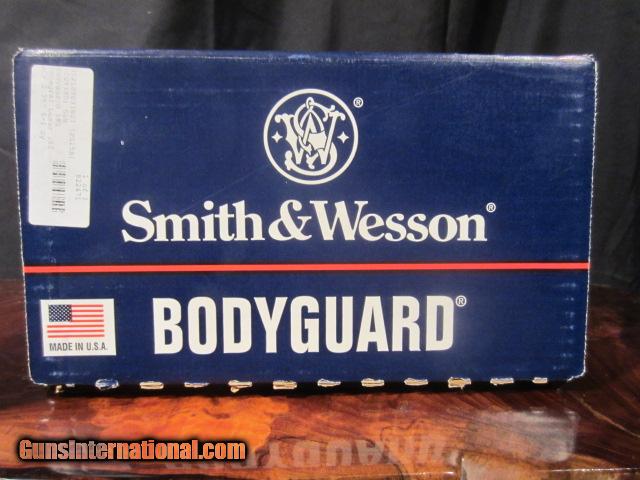 S&W
®
Smith & Wesson®
BODYGUARD®
MADE IN U.S.A.
GunsInternational.com